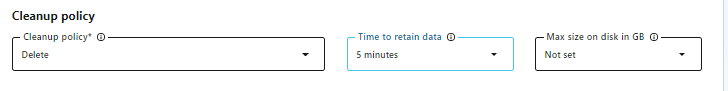 Cleanup policy
Cleanup policy* Time to retain data Max size on disk in GB
Delete 5 minutes Not set